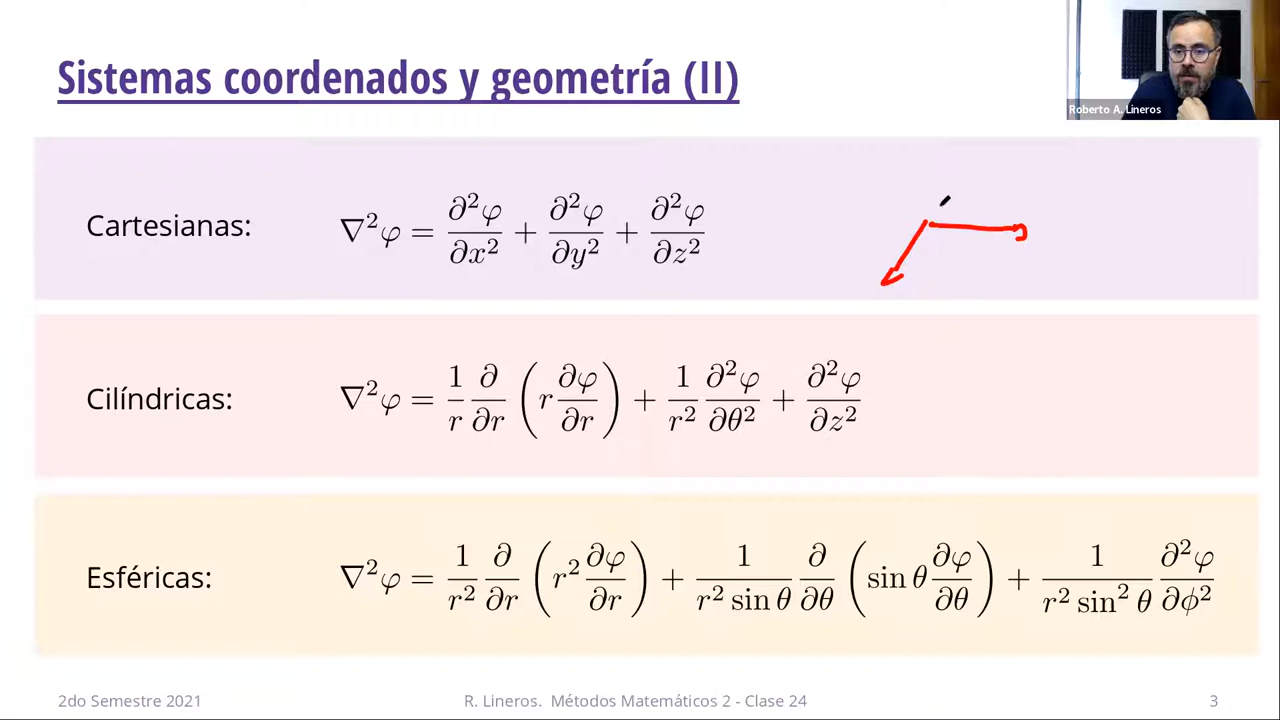 Sistemas coordenados y geometría (II)
Roberto A. Lineros
Cartesianas: ∇²φ = ∂²φ/∂x² + ∂²φ/∂y² + ∂²φ/∂z²
Cilíndricas: ∇²φ = 1/r ∂/∂r (r ∂φ/∂r) + 1/r² ∂²φ/∂θ² + ∂²φ/∂z²
Esféricas: ∇²φ = 1/r² ∂/∂r (r² ∂φ/∂r) + 1/(r² sin θ) ∂/∂θ (sin θ ∂φ/∂θ) + 1/(r² sin² θ) ∂²φ/∂ϕ²
2do Semestre 2021 R. Lineros. Métodos Matemáticos 2 - Clase 24 3